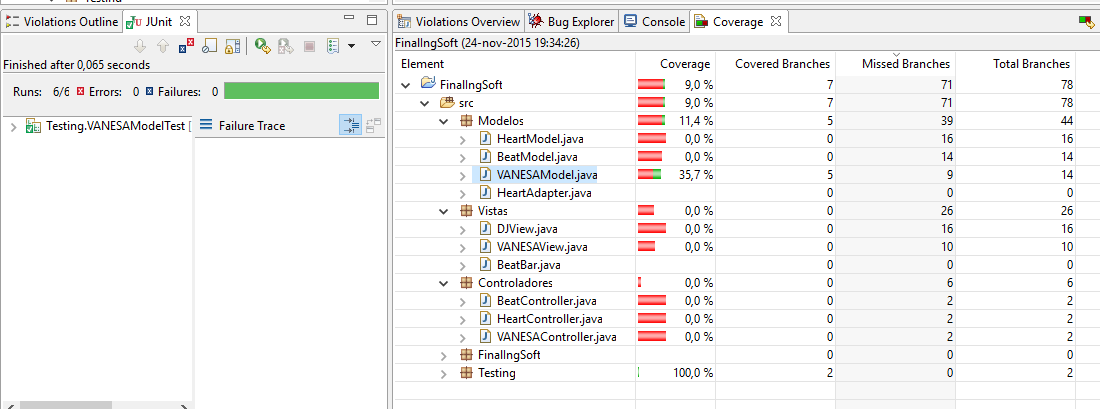 Testing
Violations Outline JUnit
Finished after 0,065 seconds
Runs: 6/6 Errors: 0 Failures: 0
Testing.VANESAModelTest [
Failure Trace
Violations Overview Bug Explorer Console Coverage
FinalIngSoft (24-nov-2015 19:34:26)
Element Coverage Covered Branches Missed Branches Total Branches
FinalIngSoft 9,0 % 7 71 78
src 9,0 % 7 71 78
Modelos 11,4 % 5 39 44
HeartModel.java 0,0 % 0 16 16
BeatModel.java 0,0 % 0 14 14
VANESAModel.java 35,7 % 5 9 14
HeartAdapter.java 0 0 0
Vistas 0,0 % 0 26 26
DJView.java 0,0 % 0 16 16
VANESAView.java 0,0 % 0 10 10
BeatBar.java 0 0 0
Controladores 0,0 % 0 6 6
BeatController.java 0,0 % 0 2 2
HeartController.java 0,0 % 0 2 2
VANESAController.java 0,0 % 0 2 2
FinalIngSoft 0 0 0
Testing 100,0 % 2 0 2